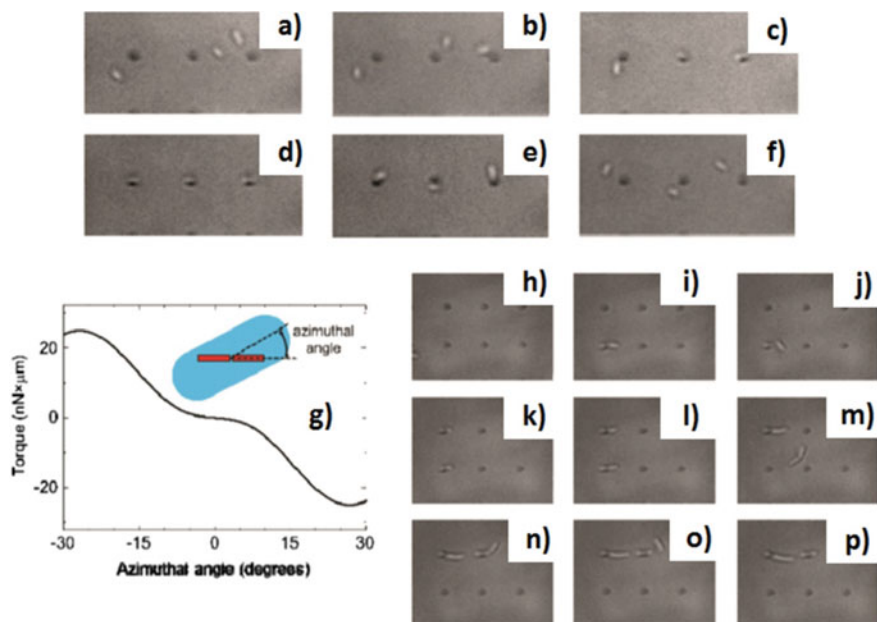 a)
b)
c)
d)
e)
f)
g)
Torque (nN×μm)
20
0
-20
azimuthal
angle
-30
-15
0
15
30
Azimuthal angle (degrees)
h)
i)
j)
k)
l)
m)
n)
o)
p)